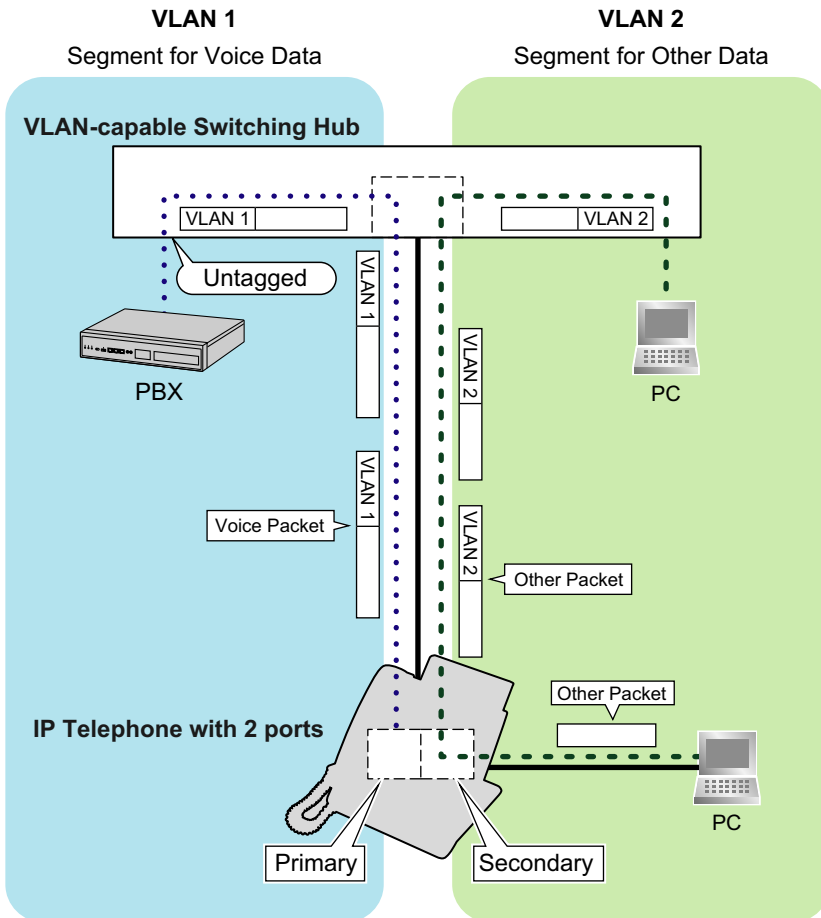 VLAN 1
Segment for Voice Data
VLAN 2
Segment for Other Data
VLAN-capable Switching Hub
VLAN 1
VLAN 2
Untagged
VLAN 1
PBX
VLAN 2
PC
VLAN 1
Voice Packet
VLAN 2
Other Packet
Other Packet
IP Telephone with 2 ports
PC
Primary
Secondary